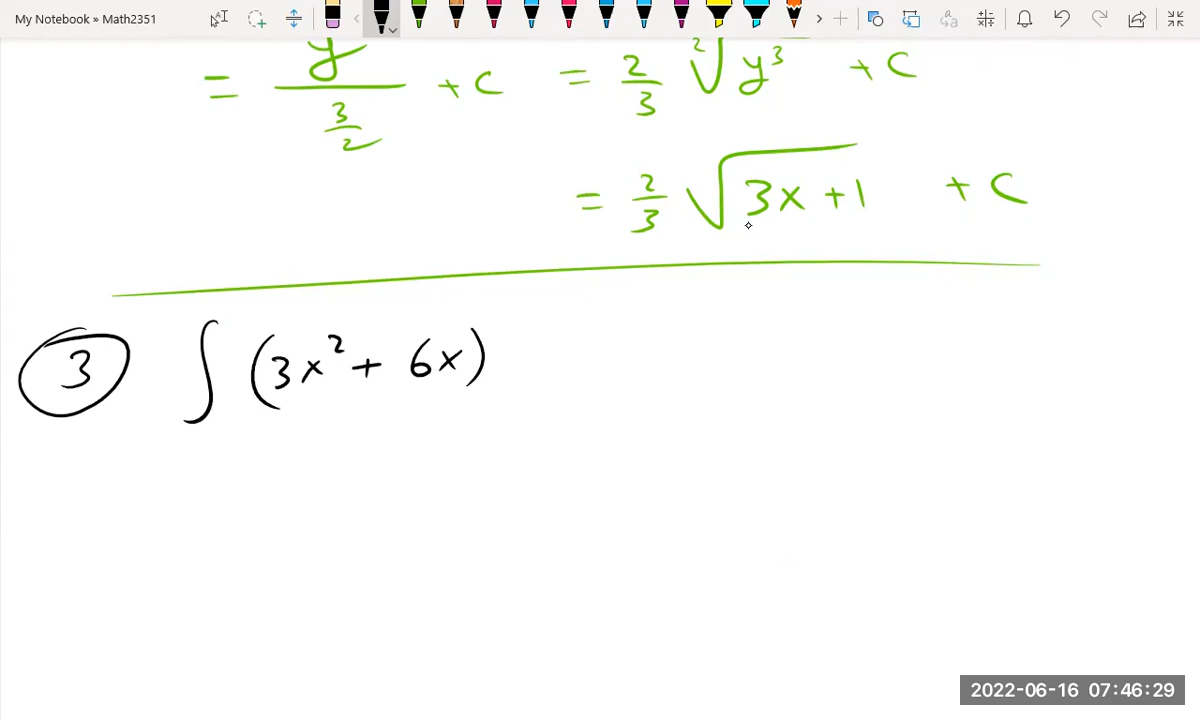 My Notebook » Math2351
= y / (3/2) + c = 2/3 ²√y³ + c
= 2/3 √(3x + 1) + c
③ ∫ (3x² + 6x)
2022-06-16 07:46:29